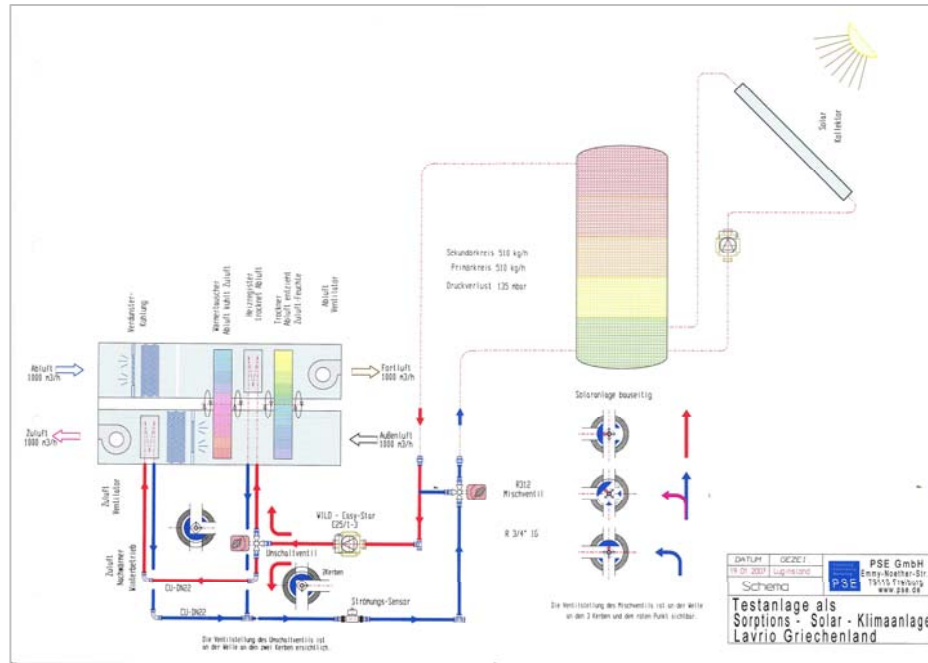 Solar
Kollektor
Sekundärkreis 510 kg/h
Primärkreis 510 kg/h
Druckverlust 135 mbar
Verdunster-
Kühlung
Wärmetauscher
Abluft kühlt Zuluft
Heizregister
trocknet Abluft
Trockner
Abluft entzieht
Zuluft Feuchte
Abluft
Ventilator
Abluft
1000 m3/h
Fortluft
1000 m3/h
Zuluft
1000 m3/h
Außenluft
1000 m3/h
Solaranlage bauseitig
Zuluft
Ventilator
Zuluft
Nachwärmer
Winterbetrieb
WILO - Easy-Star
E25/1-3
Umschaltventil
2Kerben
R312
Mischventil
R 3/4" IG
CU-DN22
CU-DN22
Strömungs-Sensor
Die Ventilstellung des Umschaltventils ist
an der Welle an den zwei Kerben ersichtlich.
Die Ventilstellung des Mischventils ist an der Welle
an den 3 Kerben und den roten Punkt sichtbar.
DATUM GEZEI
19 01 2007 Luginsland
Schema
PSE
PSE GmbH
Emmy-Noether-Str.
79110 Freiburg
www.pse.de
Testanlage als
Sorptions - Solar - Klimaanlage
Lavrio Griechenland